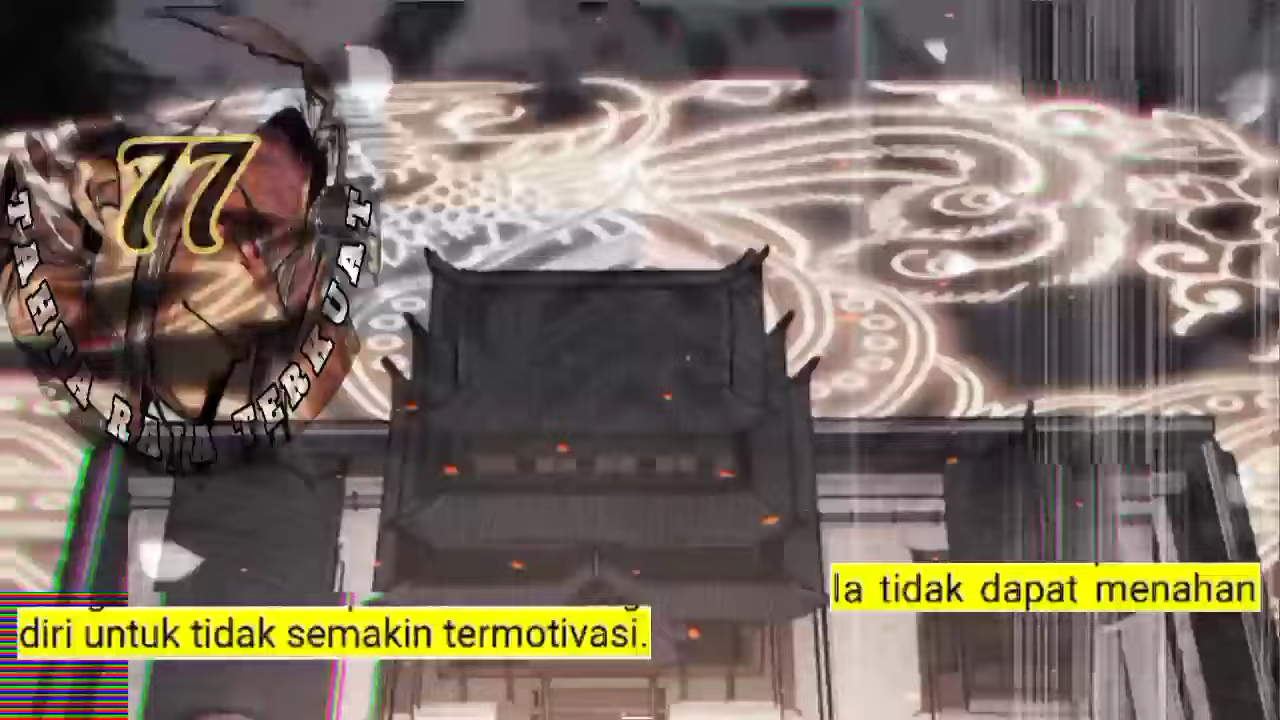 77
TAHTA RAJA TERKUAT
Ia tidak dapat menahan
diri untuk tidak semakin termotivasi.